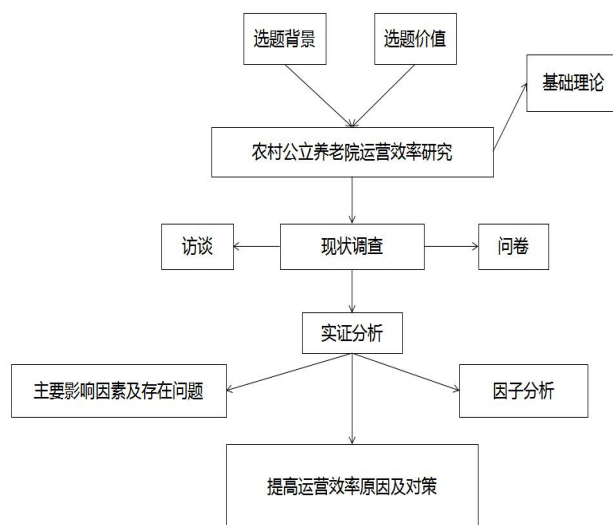 选题背景
选题价值
基础理论
农村公立养老院运营效率研究
访谈
现状调查
问卷
实证分析
主要影响因素及存在问题
因子分析
提高运营效率原因及对策